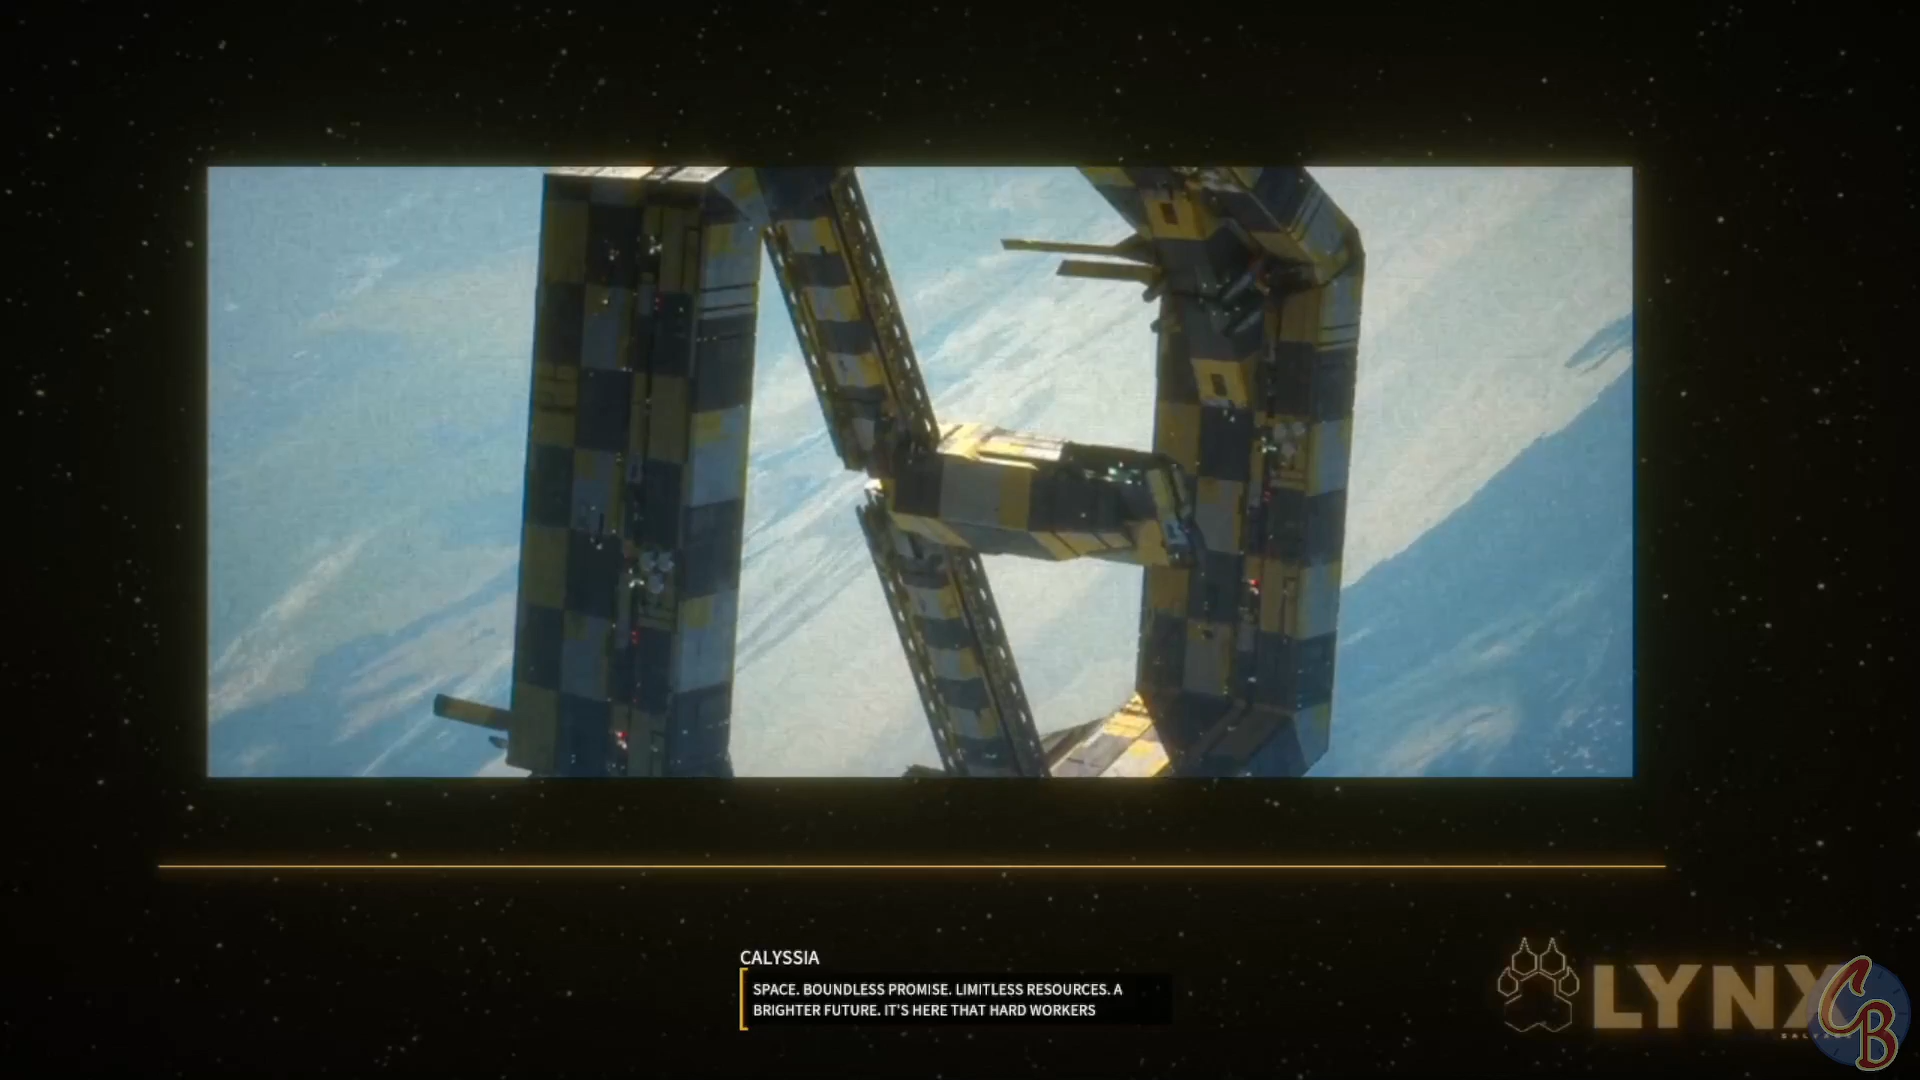 CALYSSIA
SPACE. BOUNDLESS PROMISE. LIMITLESS RESOURCES. A
BRIGHTER FUTURE. IT'S HERE THAT HARD WORKERS
LYNX
CB